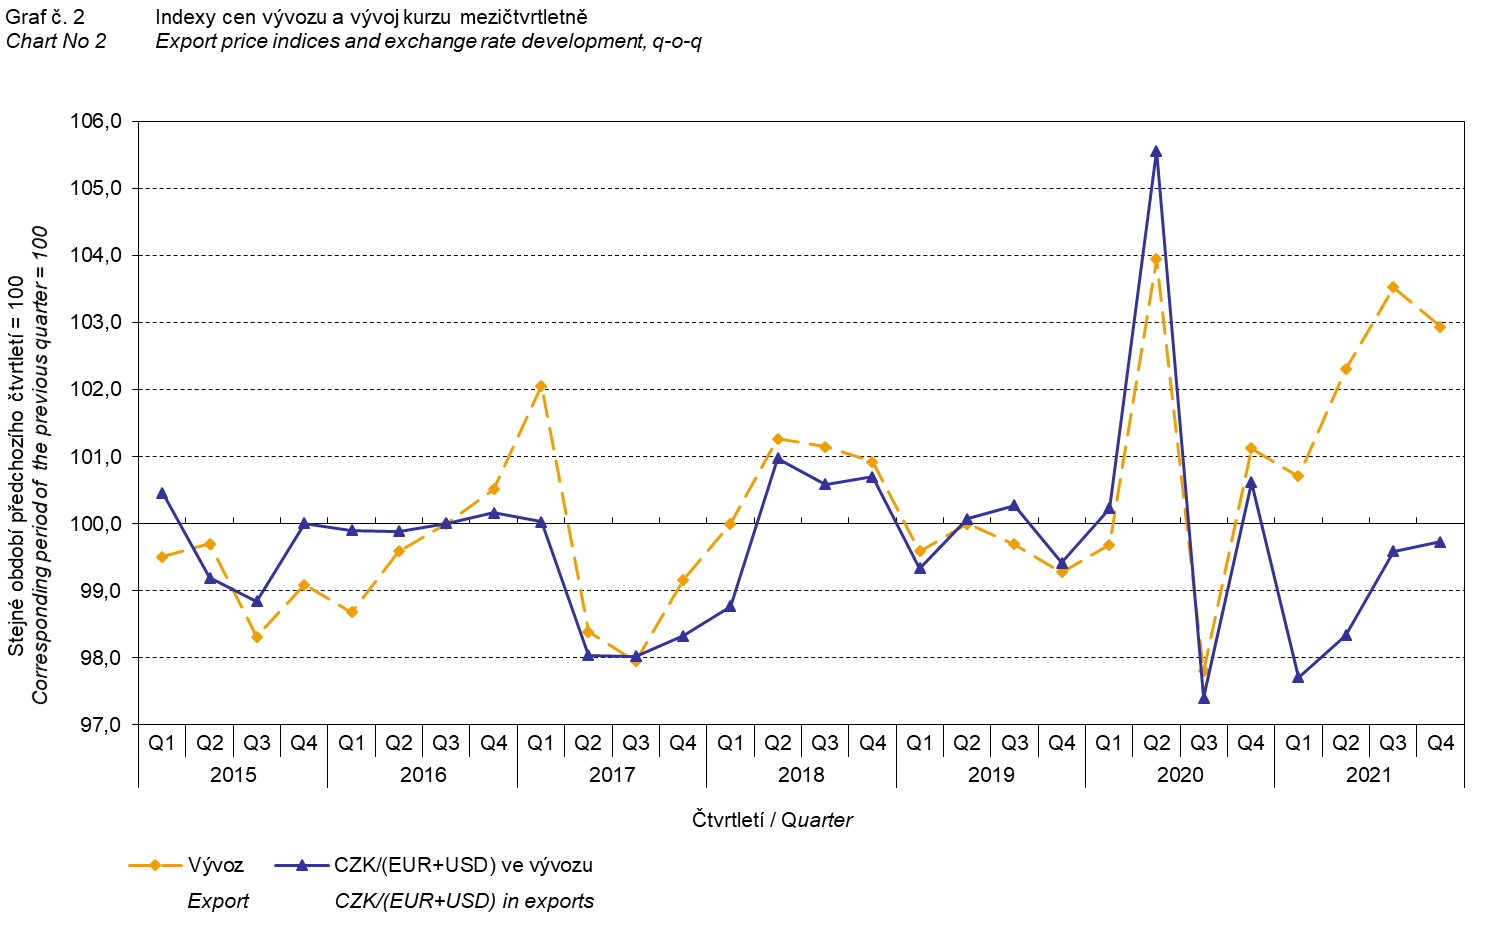 Graf č. 2 Indexy cen vývozu a vývoj kurzu mezičtvrtletně
Chart No 2 Export price indices and exchange rate development, q-o-q
Stejné období předchozího čtvrtletí = 100
Corresponding period of the previous quarter = 100
106,0
105,0
104,0
103,0
102,0
101,0
100,0
99,0
98,0
97,0
Q1 Q2 Q3 Q4 Q1 Q2 Q3 Q4 Q1 Q2 Q3 Q4 Q1 Q2 Q3 Q4 Q1 Q2 Q3 Q4 Q1 Q2 Q3 Q4 Q1 Q2 Q3 Q4
2015 2016 2017 2018 2019 2020 2021
Čtvrtletí / Quarter
Vývoz CZK/(EUR+USD) ve vývozu
Export CZK/(EUR+USD) in exports